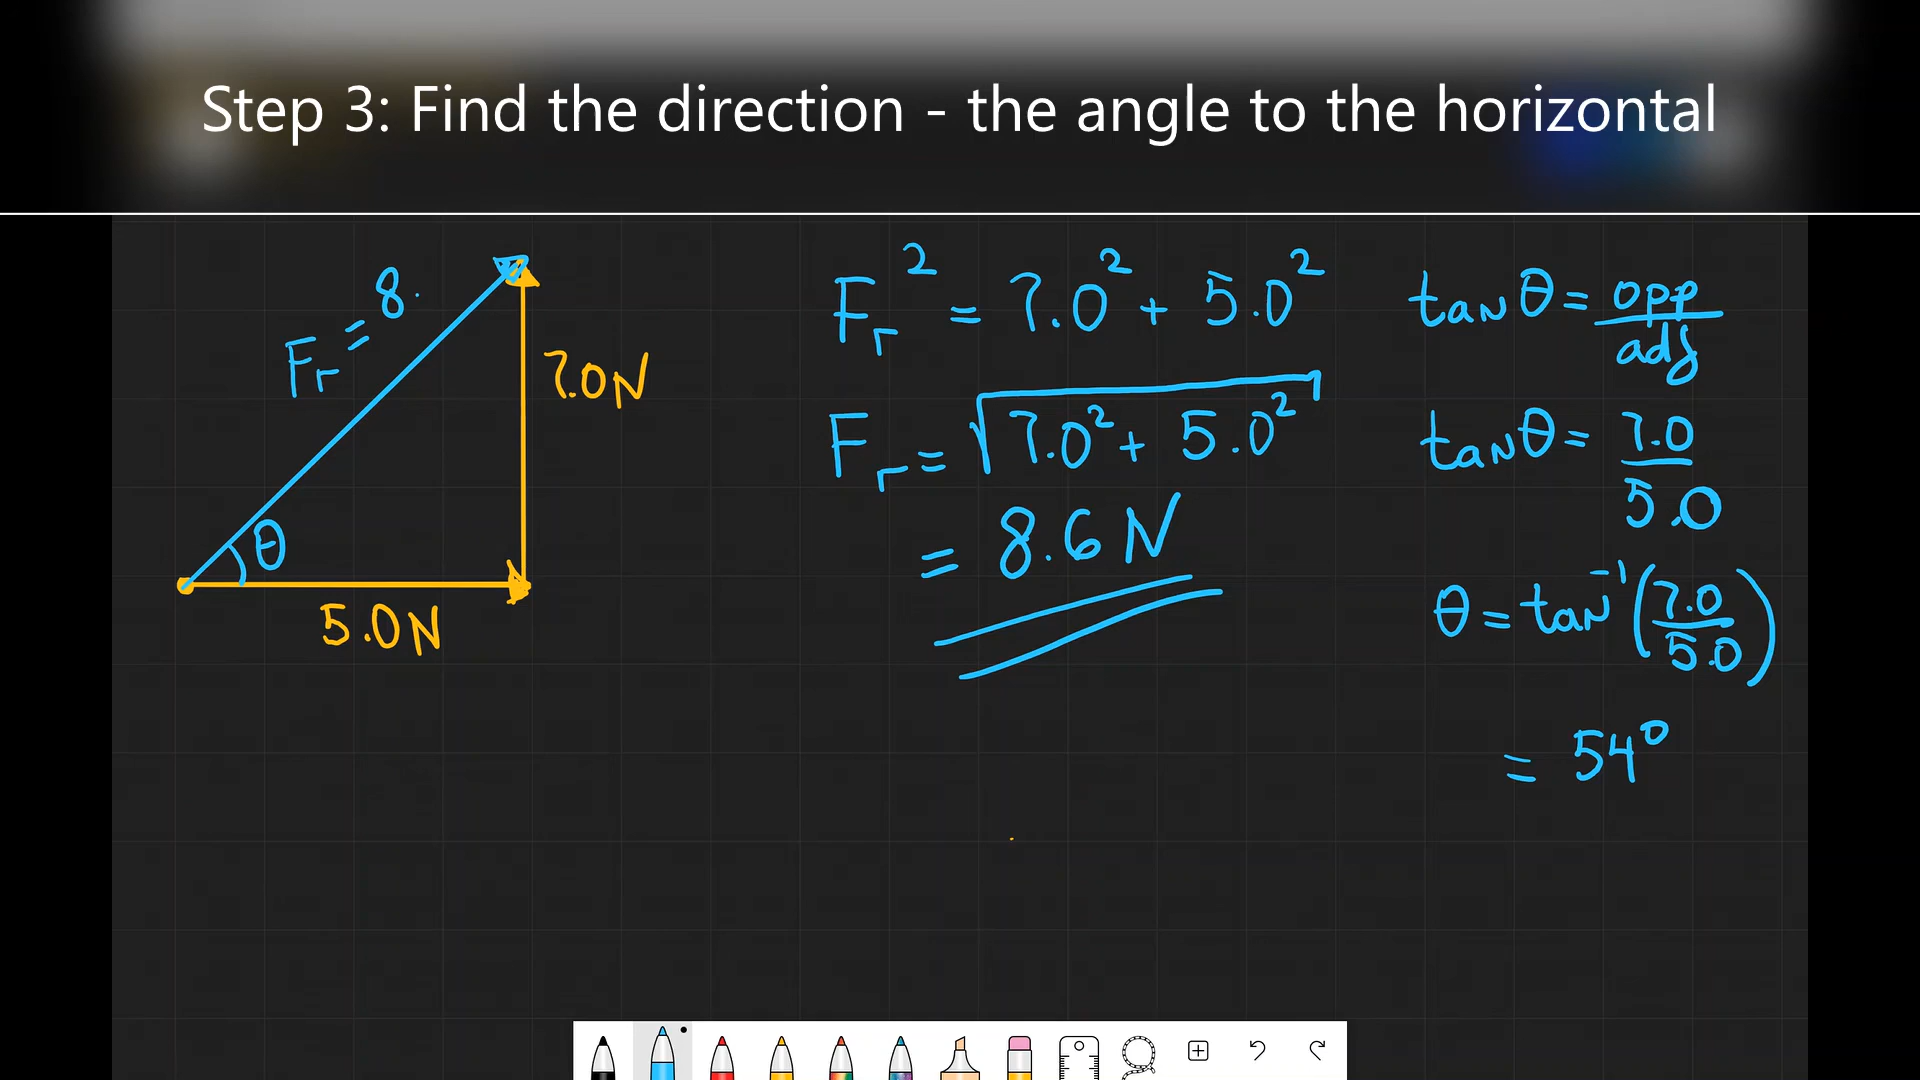 Step 3: Find the direction - the angle to the horizontal
Fr = 8.
7.0N
θ
5.0N
Fr² = 7.0² + 5.0²
Fr = √7.0² + 5.0²
= 8.6 N
tanθ = opp/adj
tanθ = 7.0/5.0
θ = tan⁻¹(7.0/5.0)
= 54°